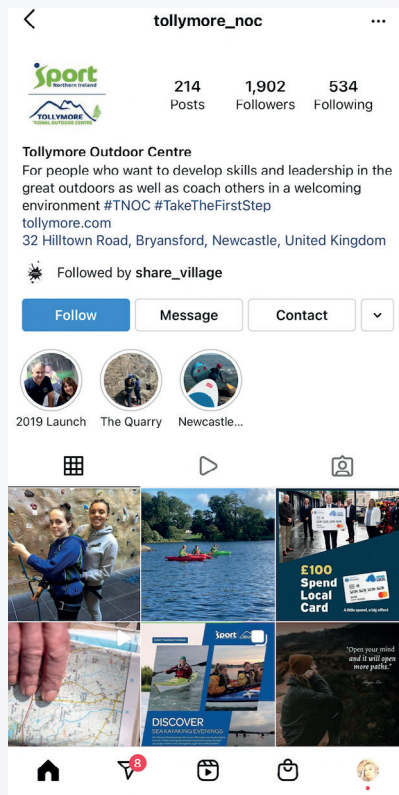 tollymore_noc
Sport
Northern Ireland
TOLLYMORE
214 1,902 534
Posts Followers Following
Tollymore Outdoor Centre
For people who want to develop skills and leadership in the
great outdoors as well as coach others in a welcoming
environment #TNOC #TakeTheFirstStep
tollymore.com
32 Hilltown Road, Bryansford, Newcastle, United Kingdom
Followed by share_village
Follow Message Contact
2019 Launch The Quarry Newcastle...
£100
Spend
Local
Card
A little spend, a big effort
Sport
DISCOVER
SEA KAYAKING EVENINGS
"Open your mind
and it will open
more paths."
8